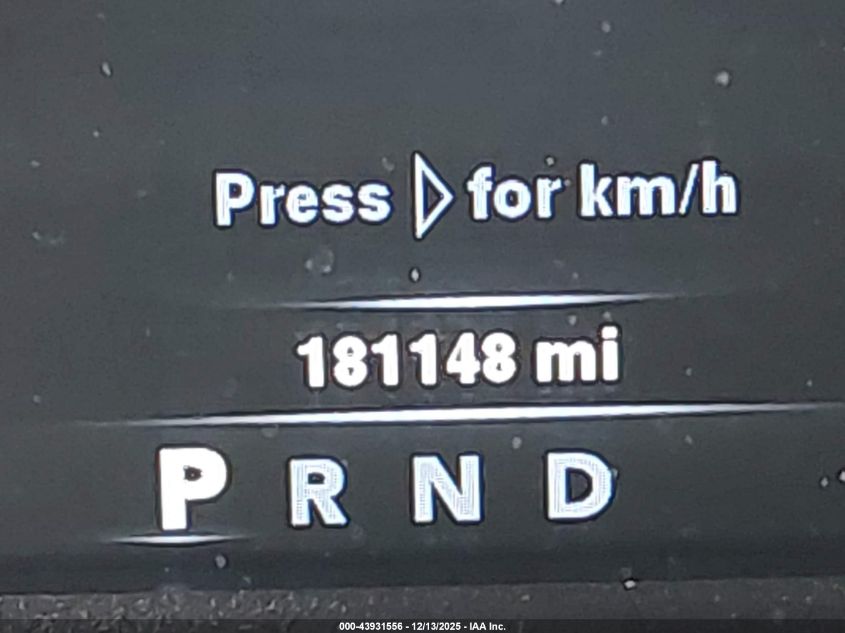 Press ▷ for km/h
181148 mi
P R N D
000-43931556 - 12/13/2025 - IAA Inc.